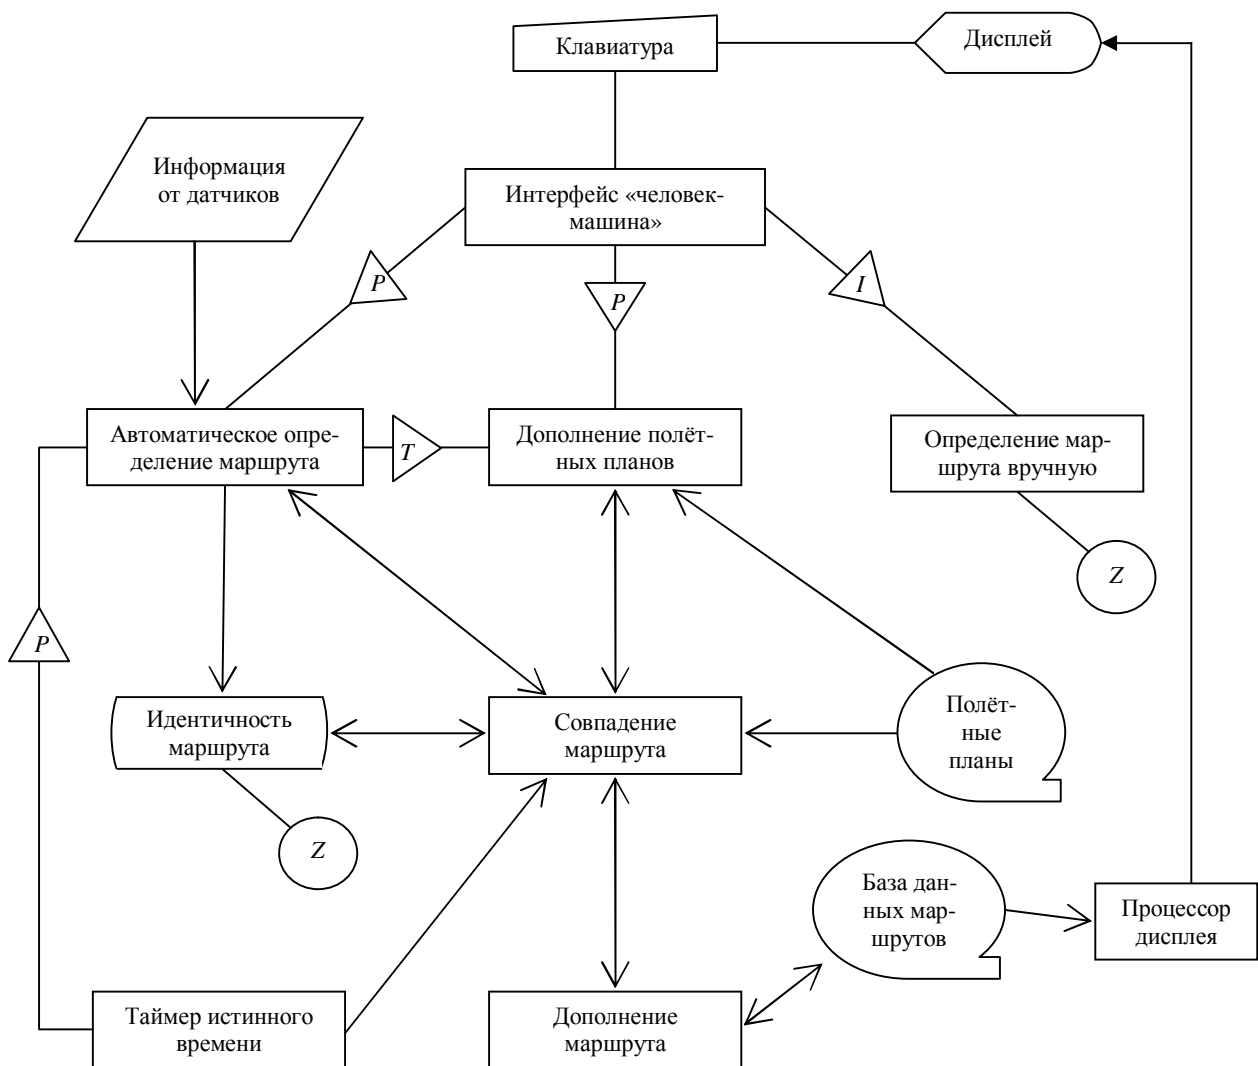 Клавиатура
Дисплей
Информация
от датчиков
Интерфейс «человек-
машина»
P
P
I
Автоматическое опре-
деление маршрута
T
Дополнение полёт-
ных планов
Определение мар-
шрута вручную
Z
P
Идентичность
маршрута
Совпадение
маршрута
Полёт-
ные
планы
Z
База дан-
ных мар-
шрутов
Процессор
дисплея
Таймер истинного
времени
Дополнение
маршрута